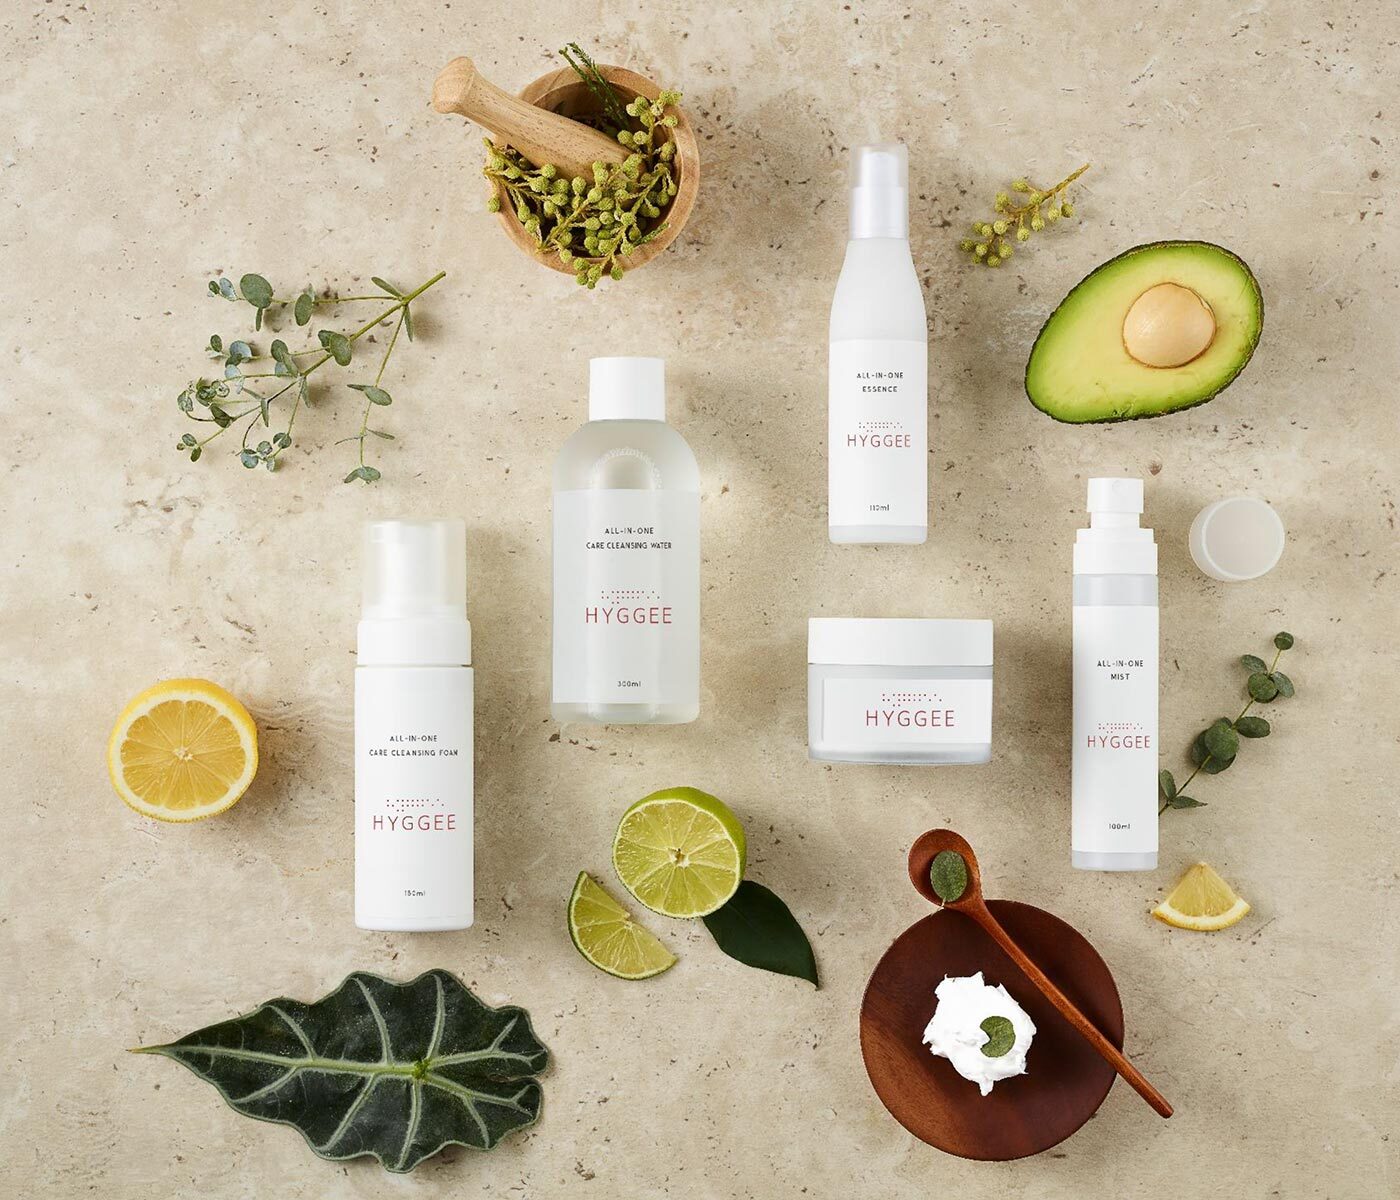 ALL-IN-ONE
ESSENCE
HYGGEE
110ml
ALL-IN-ONE
CARE CLEANSING WATER
HYGGEE
300ml
ALL-IN-ONE
CARE CLEANSING FOAM
HYGGEE
150ml
HYGGEE
ALL-IN-ONE
MIST
HYGGEE
100ml